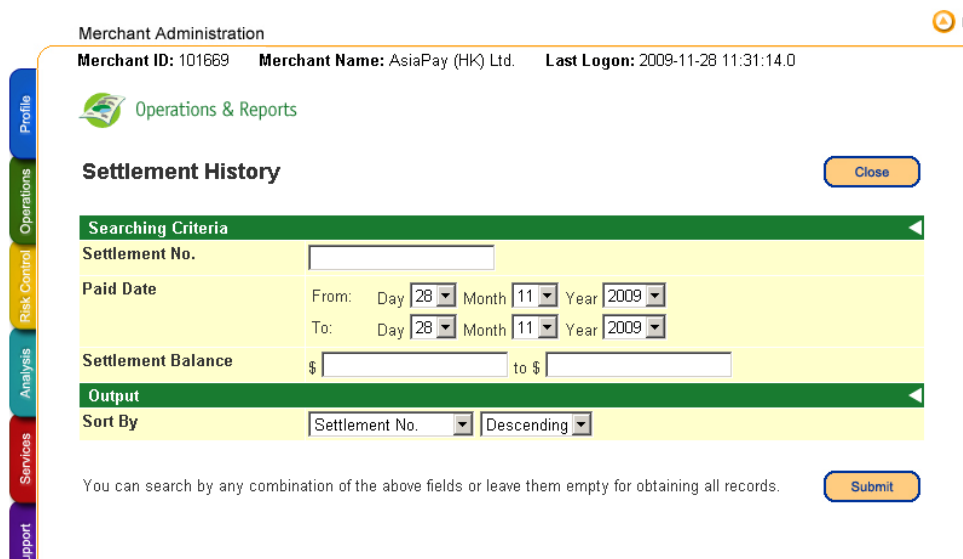 Merchant Administration
Merchant ID: 101669 Merchant Name: AsiaPay (HK) Ltd. Last Logon: 2009-11-28 11:31:14.0
Operations & Reports
Settlement History
Close
Searching Criteria
Settlement No.
Paid Date
From: Day 28 Month 11 Year 2009
To: Day 28 Month 11 Year 2009
Settlement Balance
$ to $
Output
Sort By
Settlement No. Descending
You can search by any combination of the above fields or leave them empty for obtaining all records.
Submit
Profile
Operations
Risk Control
Analysis
Services